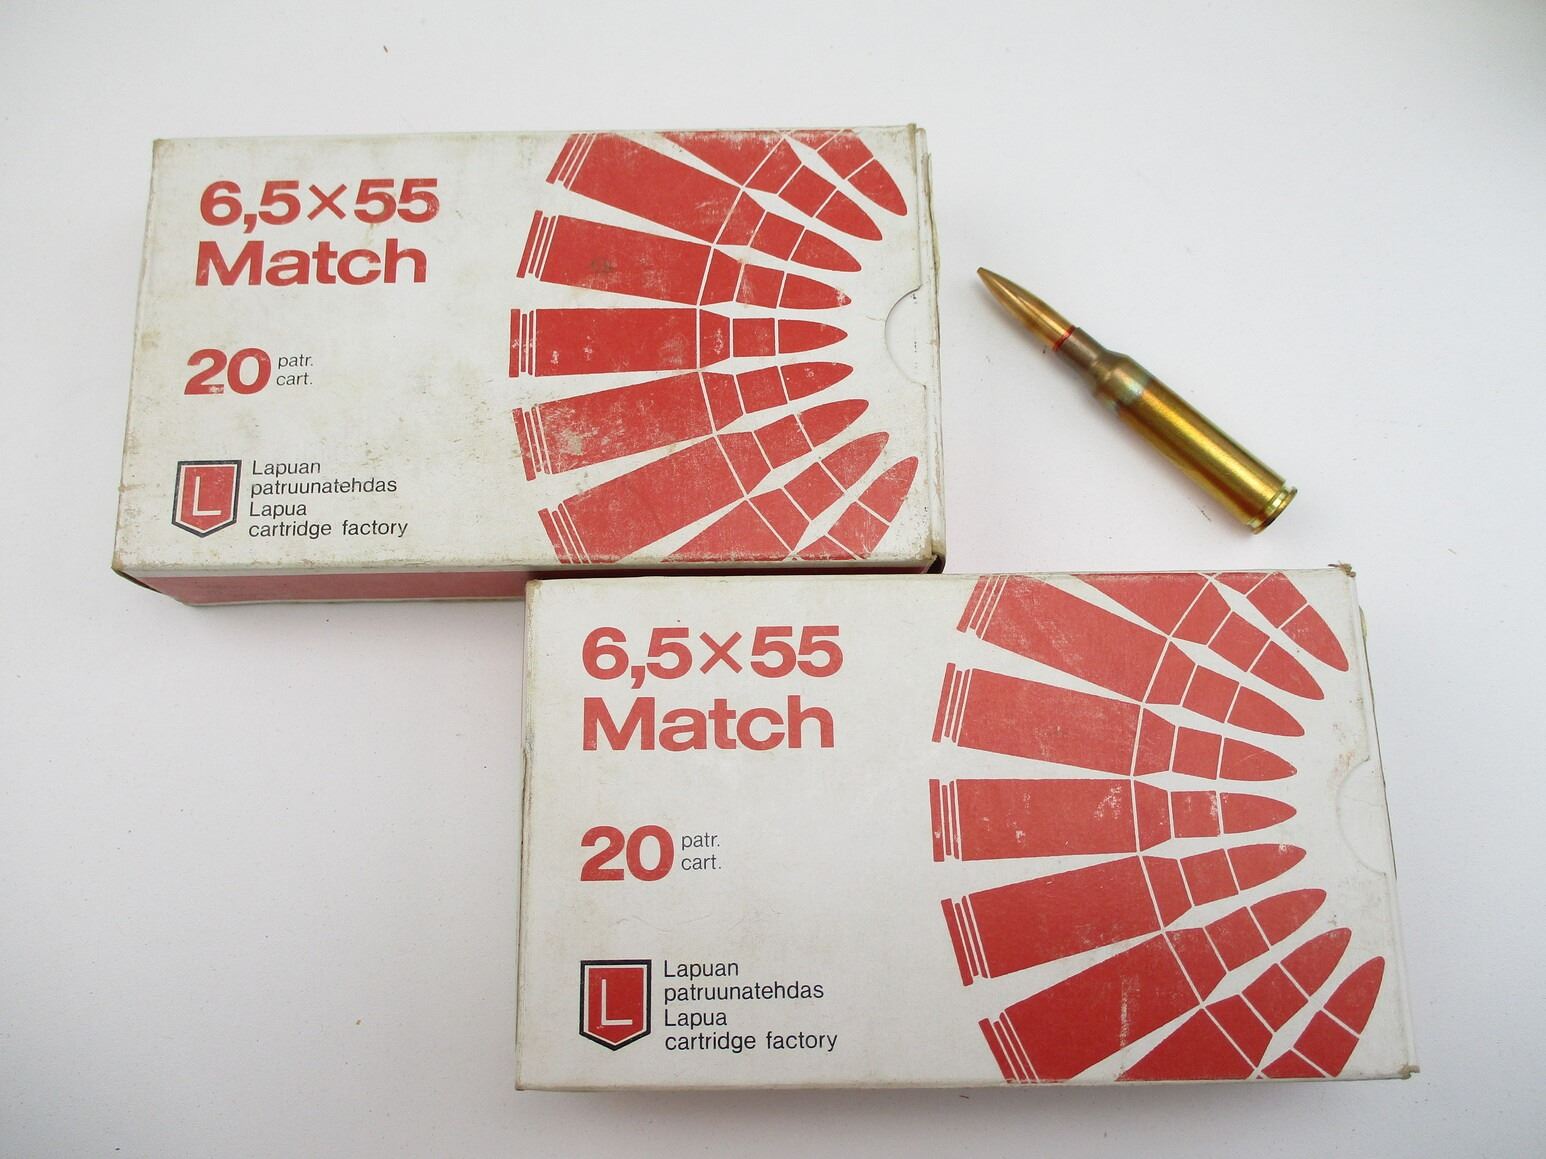 6,5×55
Match
20 patr.
cart.
L
Lapuan
patruunatehdas
Lapua
cartridge factory
6,5×55
Match
20 patr.
cart.
L
Lapuan
patruunatehdas
Lapua
cartridge factory